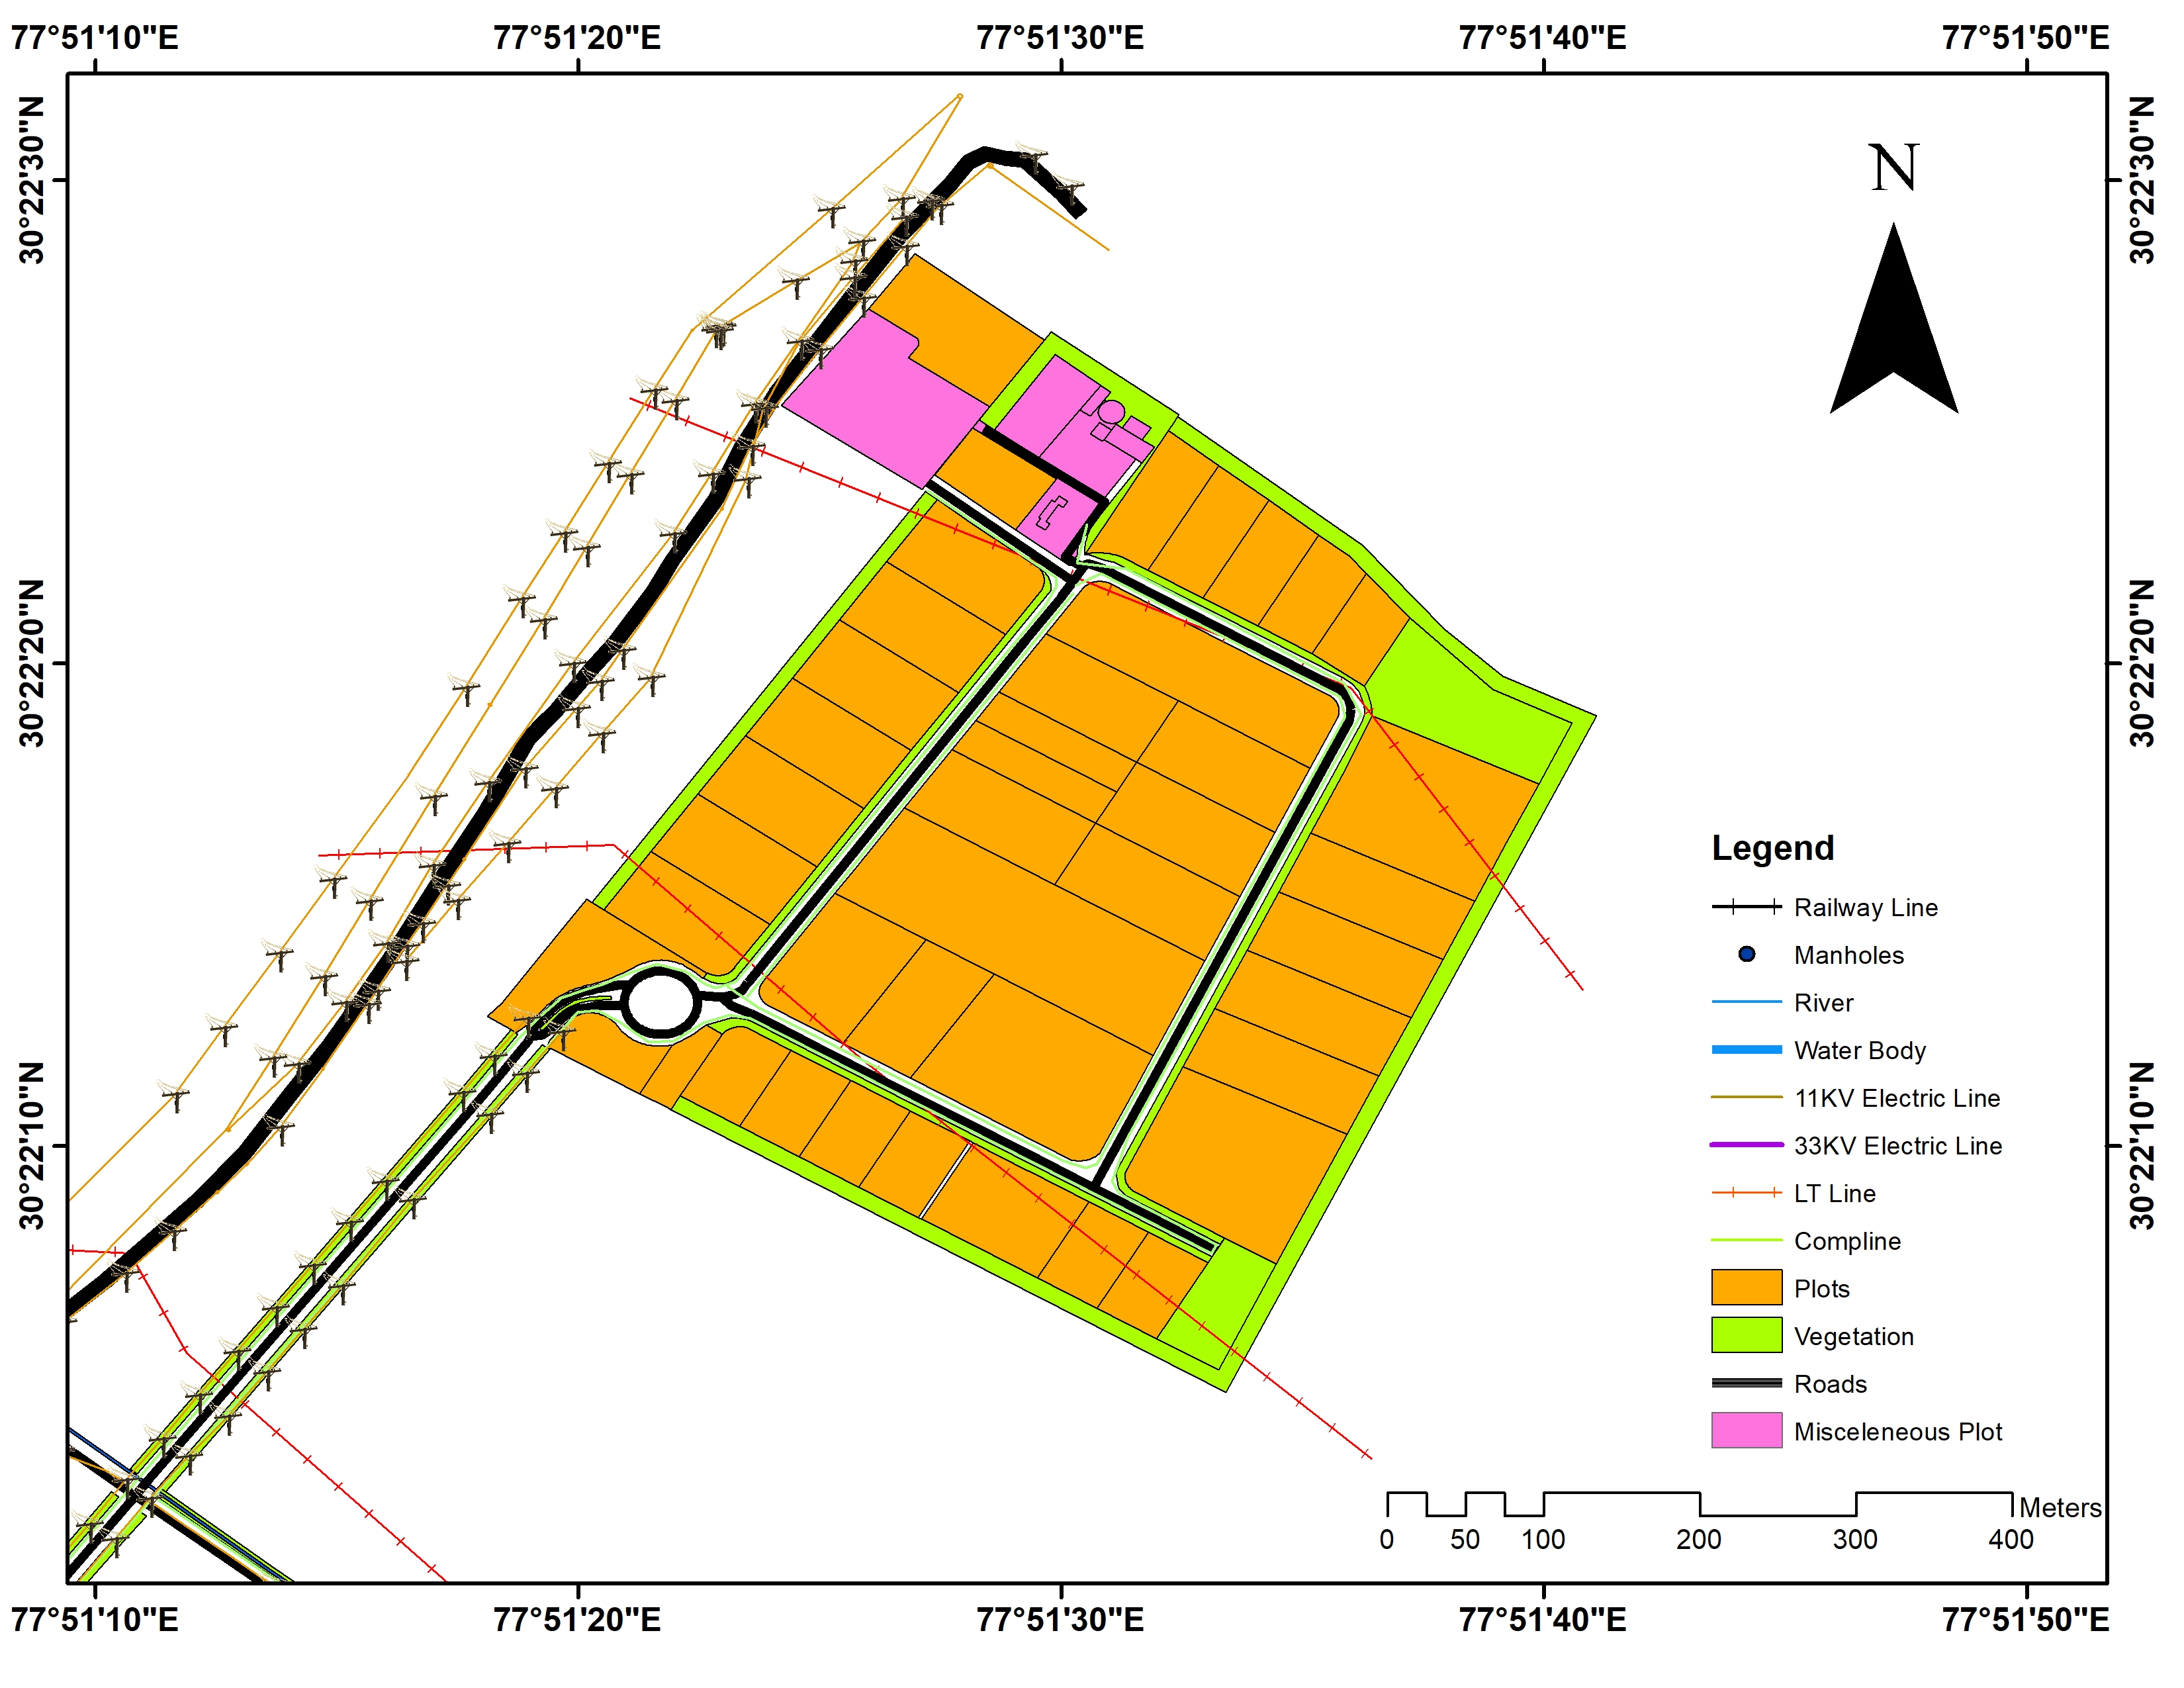 77°51'10"E 77°51'20"E 77°51'30"E 77°51'40"E 77°51'50"E
30°22'30"N
30°22'20"N
30°22'10"N
N
30°22'30"N
30°22'20"N
30°22'10"N
Legend
Railway Line
Manholes
River
Water Body
11KV Electric Line
33KV Electric Line
LT Line
Compline
Plots
Vegetation
Roads
Misceleneous Plot
Meters
0 50 100 200 300 400
77°51'10"E 77°51'20"E 77°51'30"E 77°51'40"E 77°51'50"E